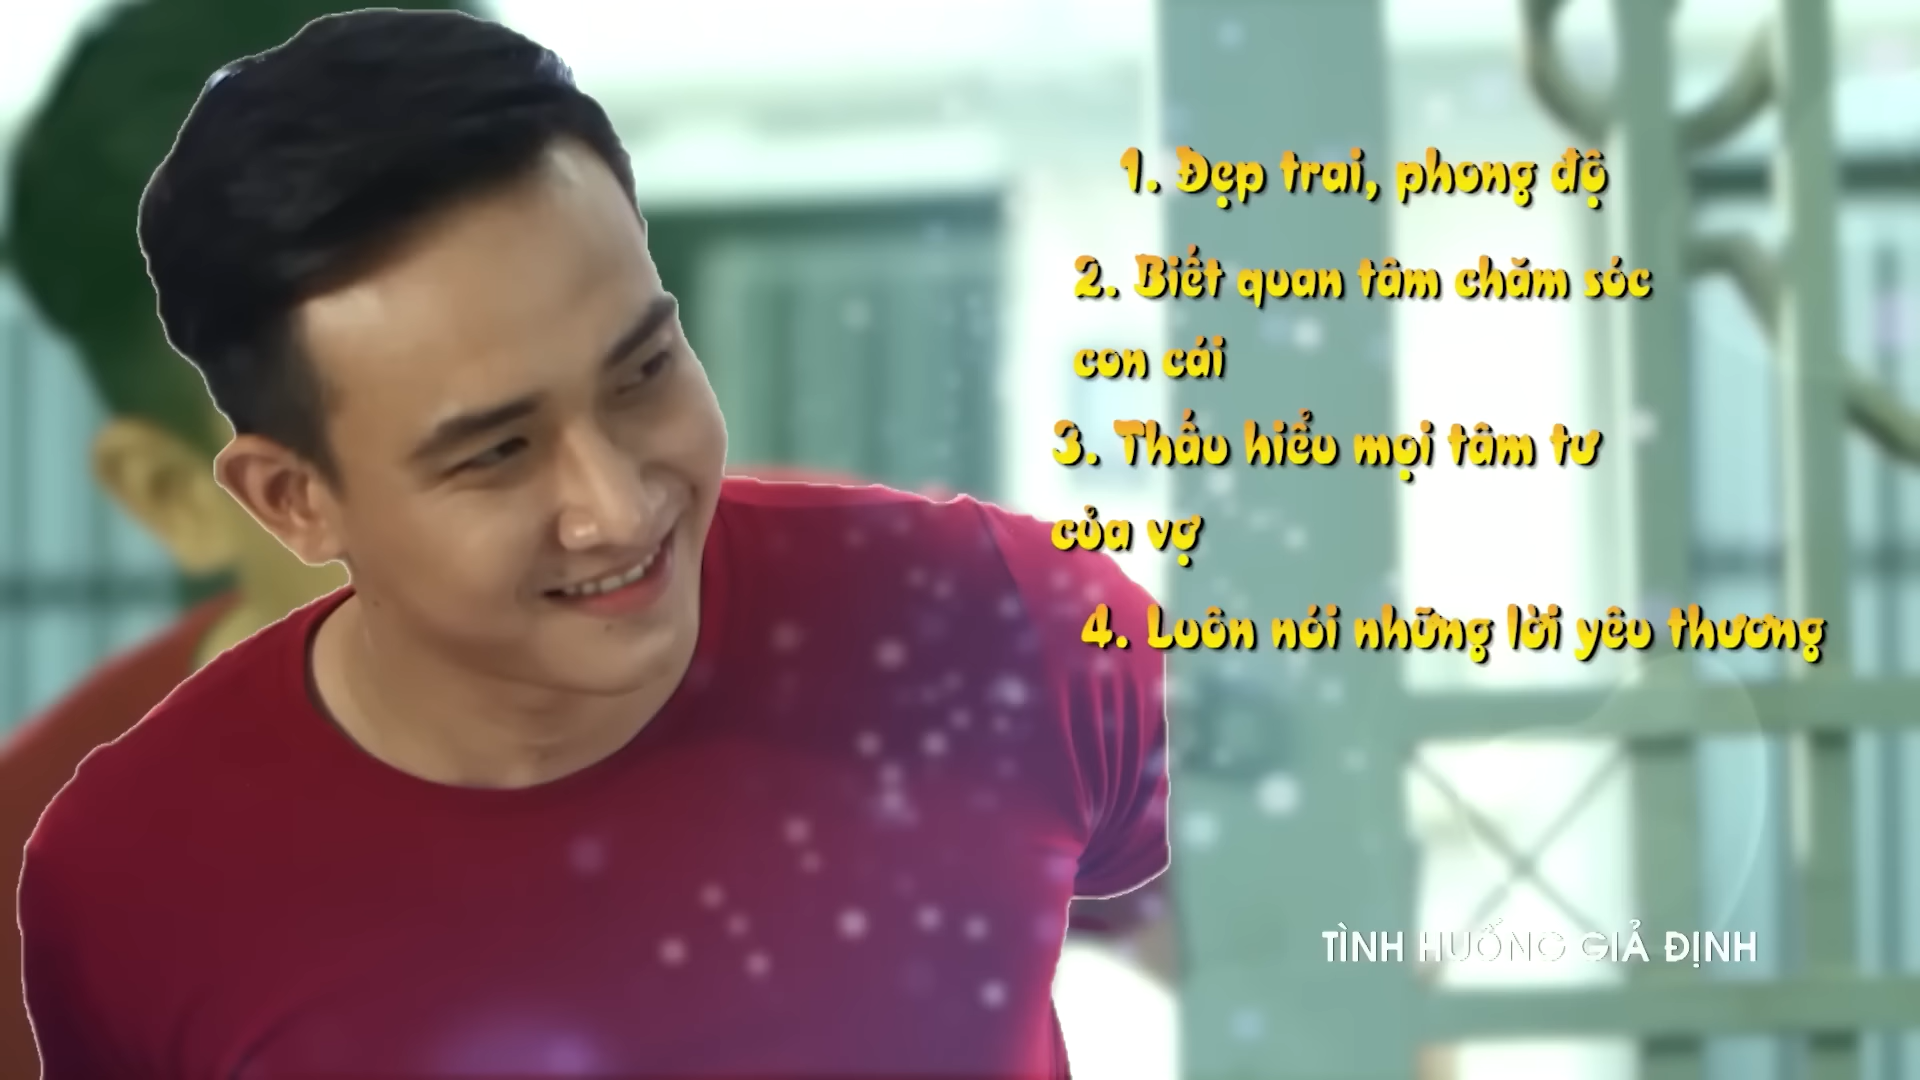 1. Đẹp trai, phong độ
2. Biết quan tâm chăm sóc
con cái
3. Thấu hiểu mọi tâm tư
của vợ
4. Luôn nói những lời yêu thương
TÌNH HUỐNG GIẢ ĐỊNH